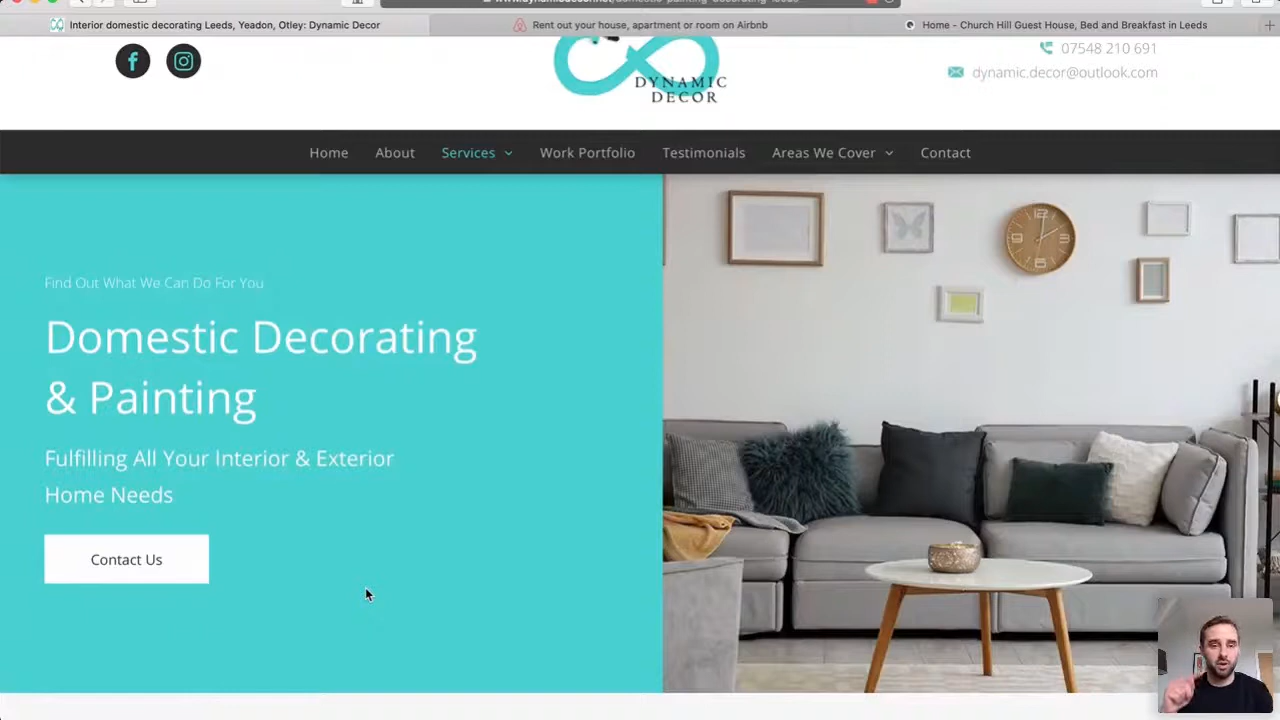 Interior domestic decorating Leeds, Yeadon, Otley: Dynamic Decor
Rent out your house, apartment or room on Airbnb
Home - Church Hill Guest House, Bed and Breakfast in Leeds
DYNAMIC
DECOR
07548 210 691
dynamic.decor@outlook.com
Home
About
Services
Work Portfolio
Testimonials
Areas We Cover
Contact
Find Out What We Can Do For You
Domestic Decorating
& Painting
Fulfilling All Your Interior & Exterior
Home Needs
Contact Us